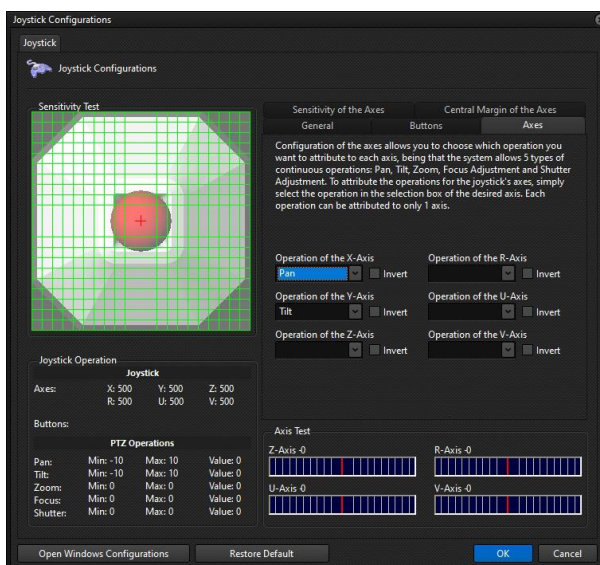 Joystick Configurations
Joystick
Joystick Configurations
Sensitivity Test
Sensitivity of the Axes Central Margin of the Axes
General Buttons Axes
Configuration of the axes allows you to choose which operation you
want to attribute to each axis, being that the system allows 5 types of
continuous operations: Pan, Tilt, Zoom, Focus Adjustment and Shutter
Adjustment. To attribute the operations for the joystick's axes, simply
select the operation in the selection box of the desired axis. Each
operation can be attributed to only 1 axis.
Operation of the X-Axis Operation of the R-Axis
Pan Invert Invert
Operation of the Y-Axis Operation of the U-Axis
Tilt Invert Invert
Operation of the Z-Axis Operation of the V-Axis
Invert Invert
Joystick Operation
Joystick
Axes: X: 500 Y: 500 Z: 500
R: 500 U: 500 V: 500
Buttons:
PTZ Operations
Pan: Min: -10 Max: 10 Value: 0
Tilt: Min: -10 Max: 10 Value: 0
Zoom: Min: 0 Max: 0 Value: 0
Focus: Min: 0 Max: 0 Value: 0
Shutter: Min: 0 Max: 0 Value: 0
Axis Test
Z-Axis -0 R-Axis -0
U-Axis -0 V-Axis -0
Open Windows Configurations Restore Default OK Cancel